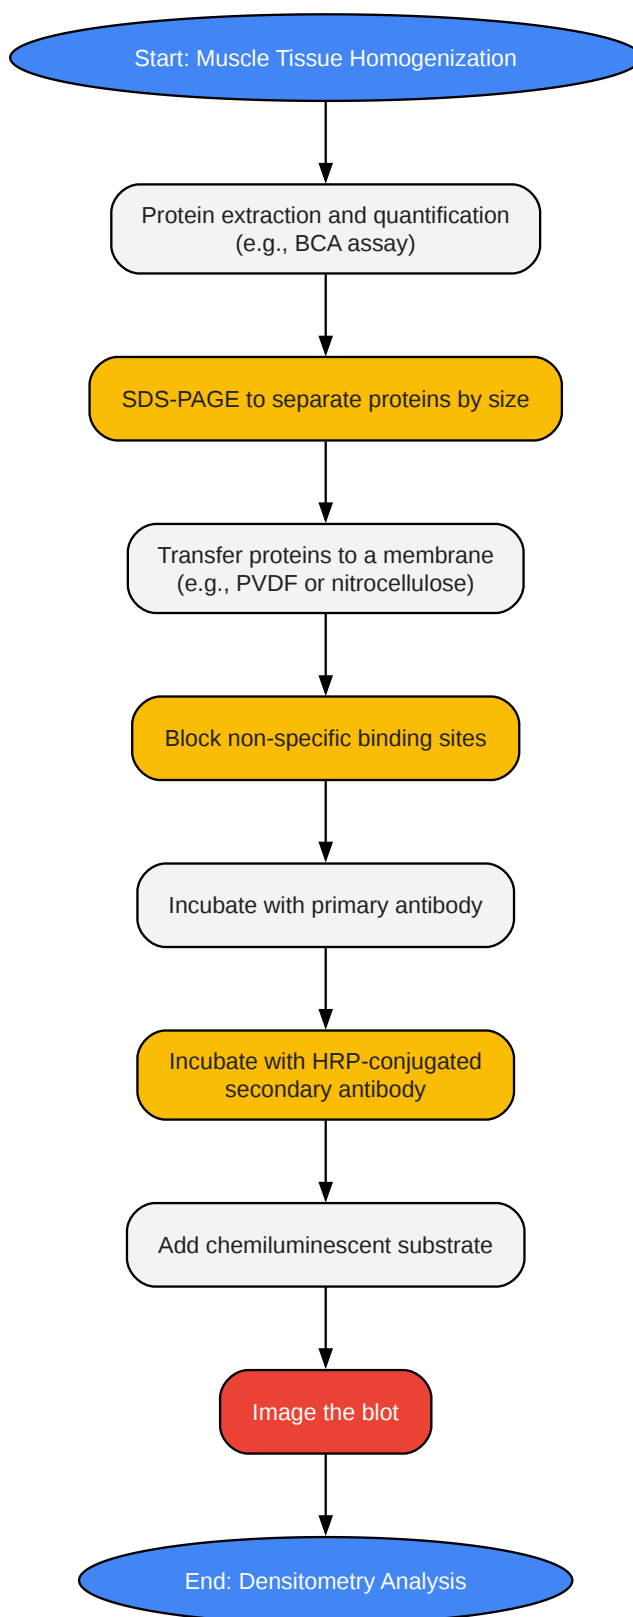 Start: Muscle Tissue Homogenization
Protein extraction and quantification
(e.g., BCA assay)
SDS-PAGE to separate proteins by size
Transfer proteins to a membrane
(e.g., PVDF or nitrocellulose)
Block non-specific binding sites
Incubate with primary antibody
Incubate with HRP-conjugated
secondary antibody
Add chemiluminescent substrate
Image the blot
End: Densitometry Analysis